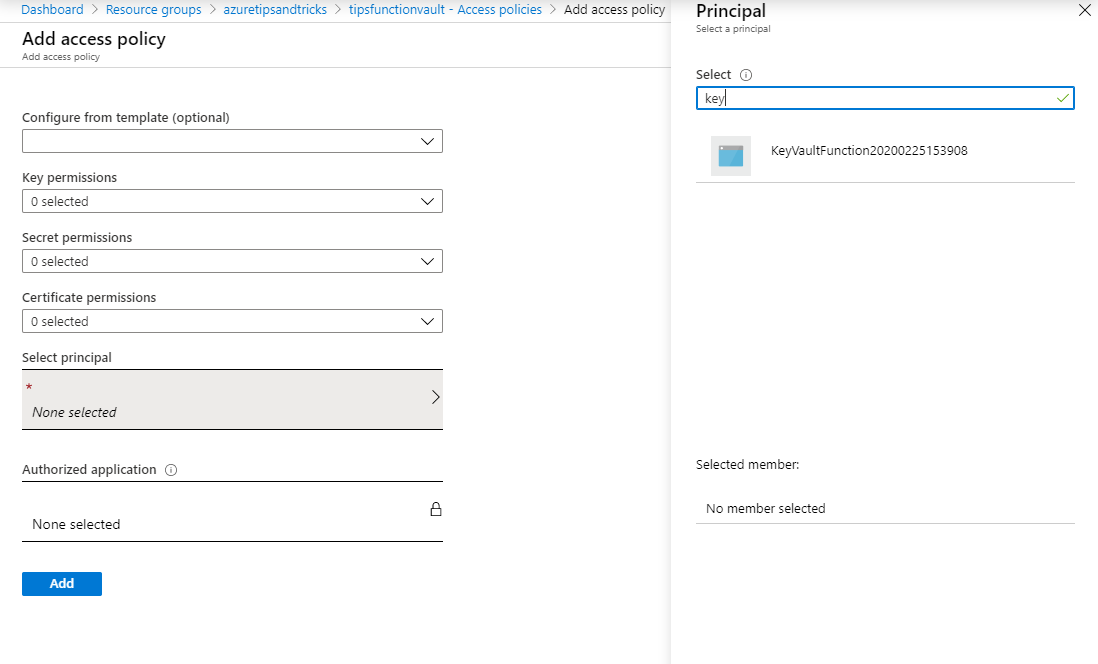 Dashboard > Resource groups > azuretipsandtricks > tipsfunctionvault - Access policies > Add access policy
Add access policy
Add access policy
Configure from template (optional)
Key permissions
0 selected
Secret permissions
0 selected
Certificate permissions
0 selected
Select principal
*
None selected
Authorized application
None selected
Add
Principal
Select a principal
Select
key
KeyVaultFunction20200225153908
Selected member:
No member selected